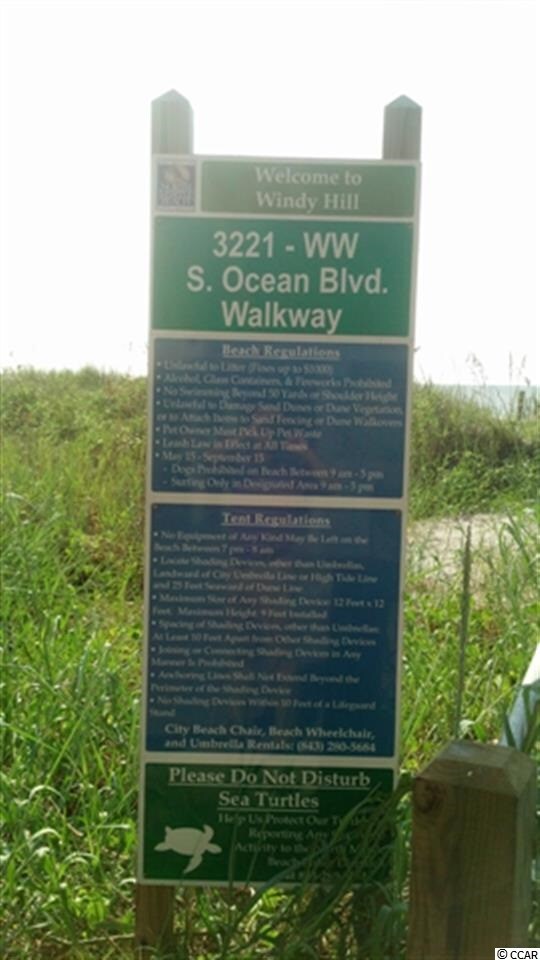 Welcome to
Windy Hill
3221 - WW
S. Ocean Blvd.
Walkway
Beach Regulations
• Unlawful to Litter (Fines up to $1000)
• Alcohol, Glass Containers, & Fireworks Prohibited
• No Swimming Beyond 50 Yards or Shoulder Height
• Unlawful to Damage Sand Dunes or Dune Vegetation,
or to Attach Items to Sand Fencing or Dune Walkovers
• Pet Owner Must Pick Up Pet Waste
• Leash Law in Effect at All Times
• May 15 - September 15
- Dogs Prohibited on Beach Between 9 am - 5 pm
- Surfing Only in Designated Area 9 am - 5 pm
Tent Regulations
• No Equipment of Any Kind May Be Left on the
Beach Between 7 pm - 8 am
• Locate Shading Devices, other than Umbrellas,
Landward of City Umbrella Line or High Tide Line
and 25 Feet Seaward of Dune Line
• Maximum Size of Any Shading Device: 12 Feet x 12
Feet. Maximum Height: 9 Feet Installed
• Spacing of Shading Devices, other than Umbrellas:
At Least 10 Feet Apart from Other Shading Devices
• Joining or Connecting Shading Devices in Any
Manner Is Prohibited
• Anchoring Lines Shall Not Extend Beyond the
Perimeter of the Shading Device
• No Shading Devices Within 10 Feet of a Lifeguard
Stand
City Beach Chair, Beach Wheelchair,
and Umbrella Rentals: (843) 280-5684
Please Do Not Disturb
Sea Turtles
Help Us Protect Our
Reporting Any
Activity to the
Beach
© CCAR